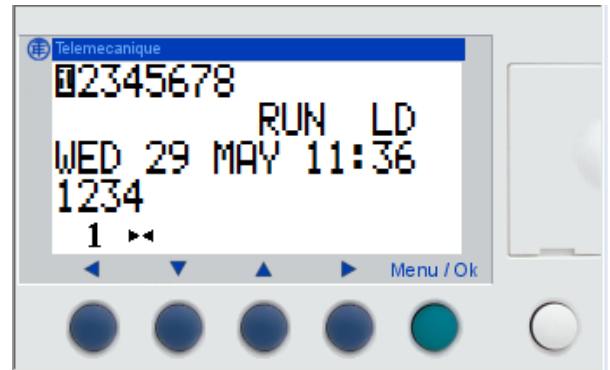 Telemecanique
12345678
RUN LD
WED 29 MAY 11:36
1234
1
Menu / Ok